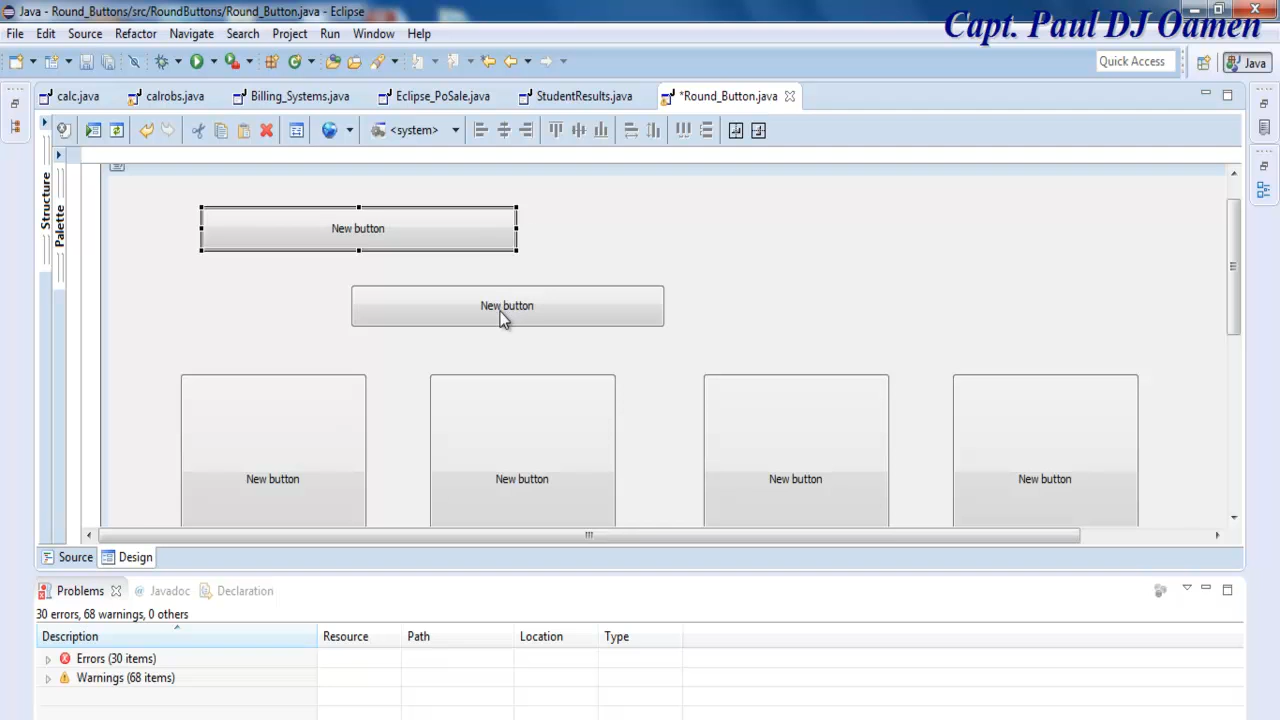 Java - Round_Buttons/src/RoundButtons/Round_Button.java - Eclipse
Capt. Paul DJ Oamen
File Edit Source Refactor Navigate Search Project Run Window Help
Quick Access
Java
calc.java calrobs.java Billing_Systems.java Eclipse_PoSale.java StudentResults.java *Round_Button.java
<system>
Structure
Palette
New button
New button
New button New button New button New button
Source Design
Problems @ Javadoc Declaration
30 errors, 68 warnings, 0 others
Description Resource Path Location Type
Errors (30 items)
Warnings (68 items)